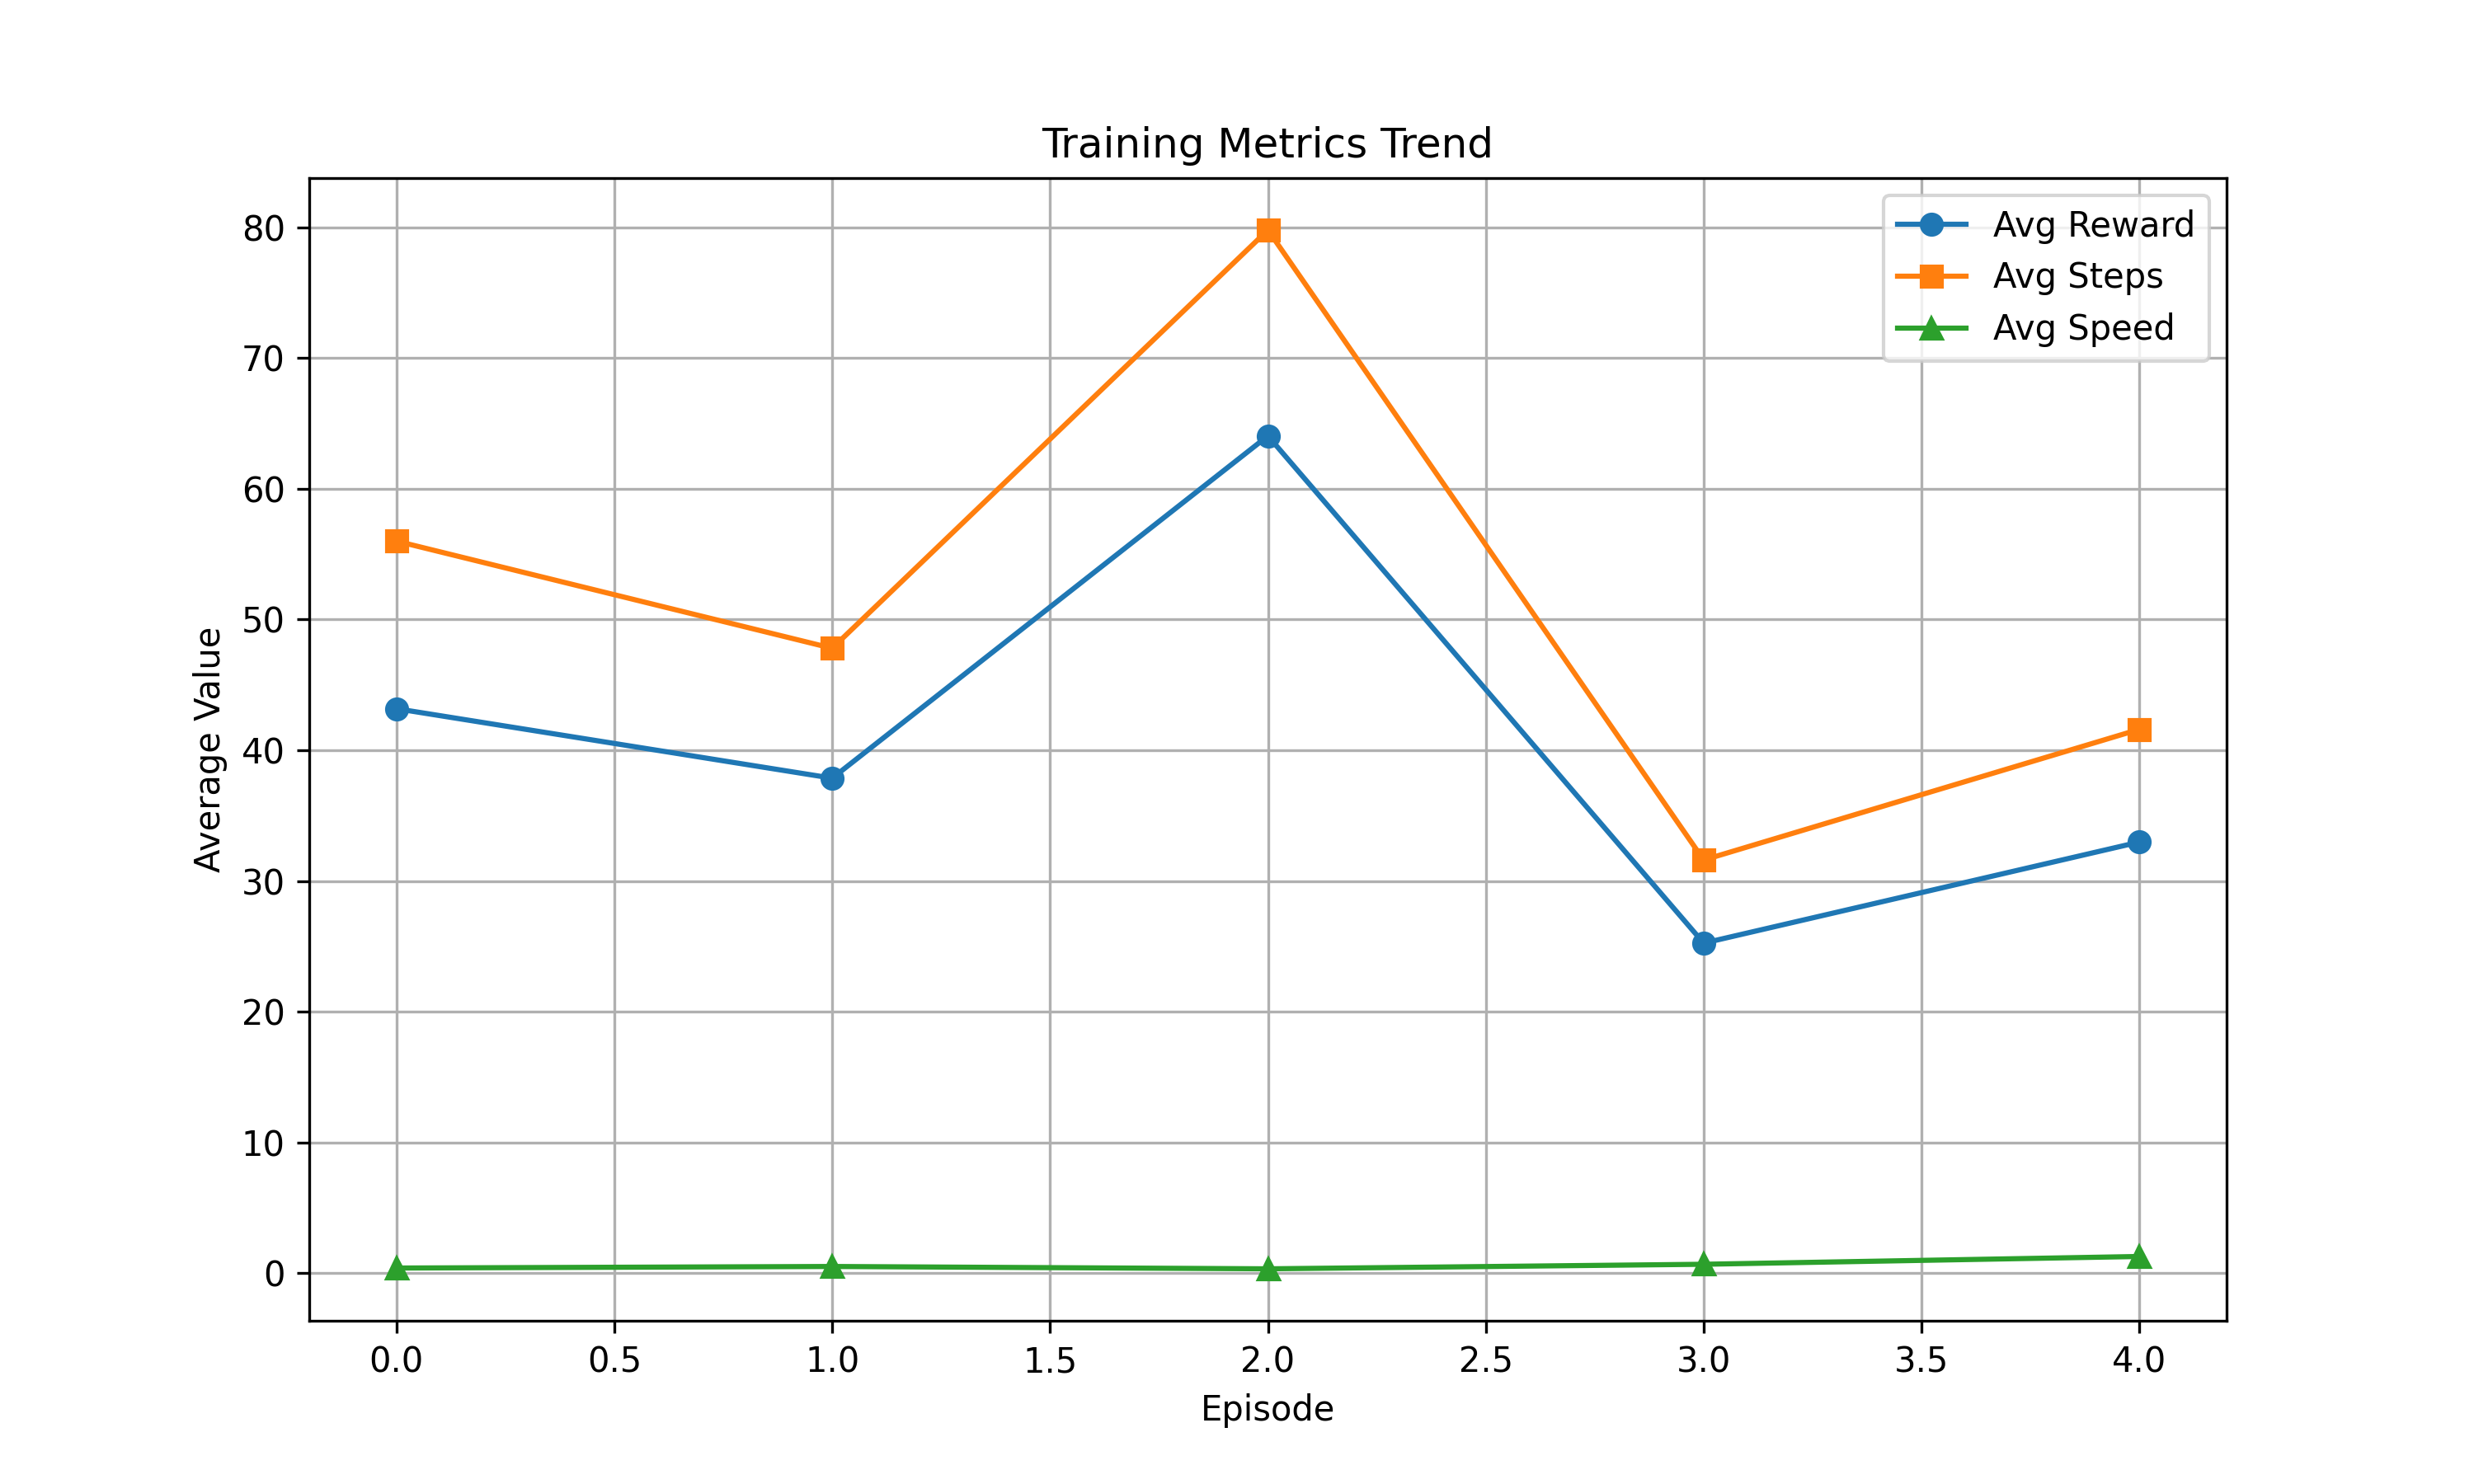 Training Metrics Trend
Avg Reward
Avg Steps
Avg Speed
80
70
60
50
40
30
20
10
0
Average Value
0.0 0.5 1.0 1.5 2.0 2.5 3.0 3.5 4.0
Episode